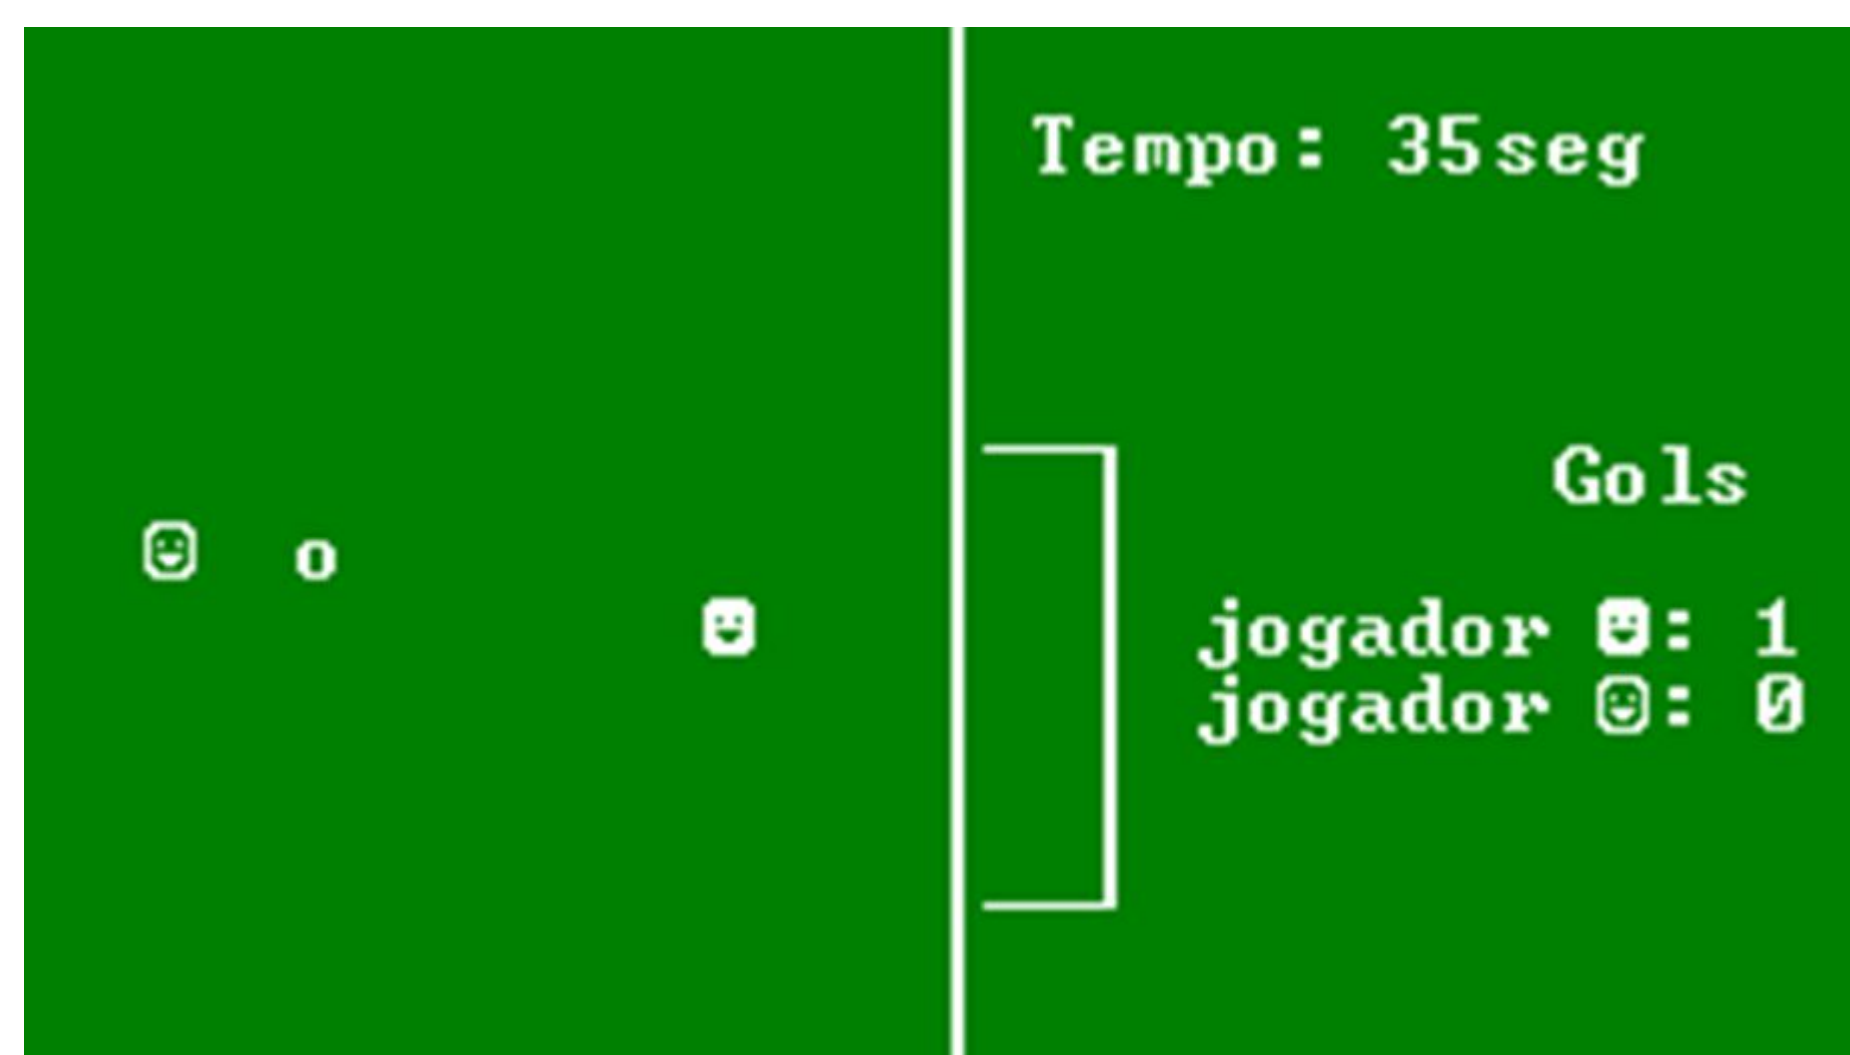 Tempo: 35seg
Gols
o
jogador ☻: 1
jogador ☺: 0